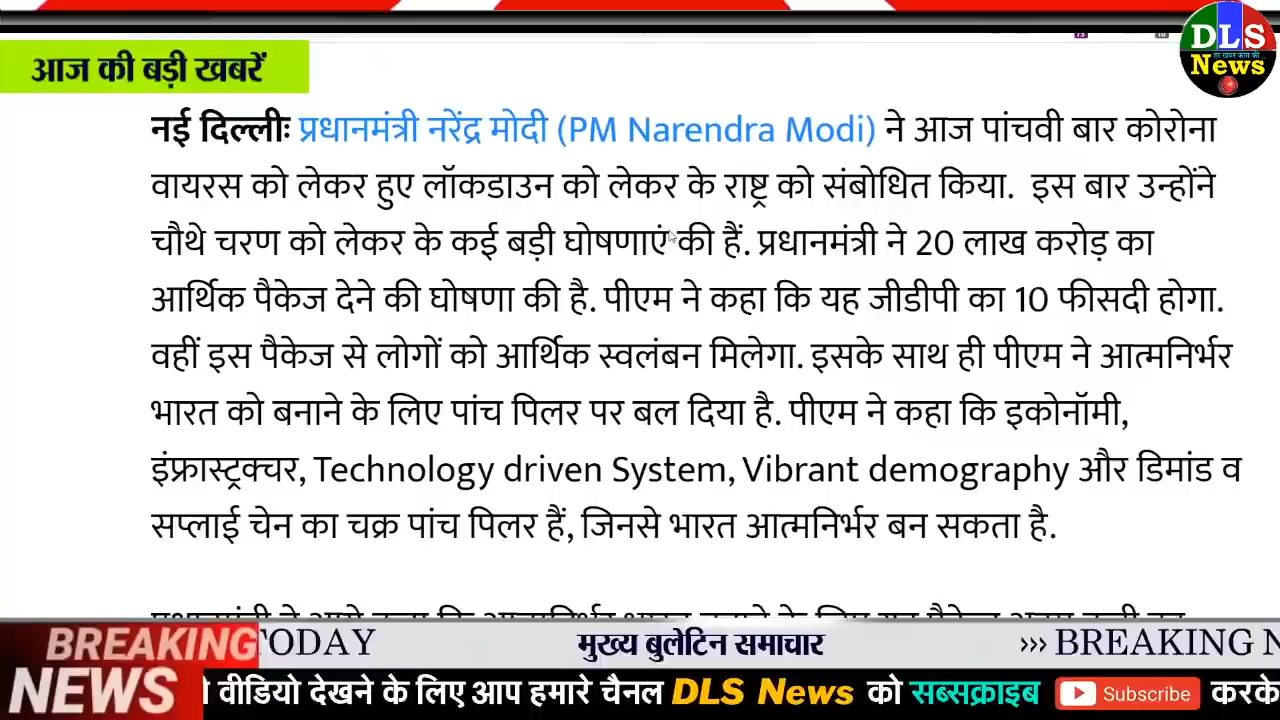 DLS
News
आज की बड़ी खबरें
नई दिल्लीः प्रधानमंत्री नरेंद्र मोदी (PM Narendra Modi) ने आज पांचवी बार कोरोना
वायरस को लेकर हुए लॉकडाउन को लेकर के राष्ट्र को संबोधित किया. इस बार उन्होंने
चौथे चरण को लेकर के कई बड़ी घोषणाएं की हैं. प्रधानमंत्री ने 20 लाख करोड़ का
आर्थिक पैकेज देने की घोषणा की है. पीएम ने कहा कि यह जीडीपी का 10 फीसदी होगा.
वहीं इस पैकेज से लोगों को आर्थिक स्वलंबन मिलेगा. इसके साथ ही पीएम ने आत्मनिर्भर
भारत को बनाने के लिए पांच पिलर पर बल दिया है. पीएम ने कहा कि इकोनॉमी,
इंफ्रास्ट्रक्चर, Technology driven System, Vibrant demography और डिमांड व
सप्लाई चेन का चक्र पांच पिलर हैं, जिनसे भारत आत्मनिर्भर बन सकता है.
BREAKING
NEWS
TODAY मुख्य बुलेटिन समाचार ››› BREAKING N
वीडियो देखने के लिए आप हमारे चैनल DLS News को सब्सक्राइब Subscribe करके